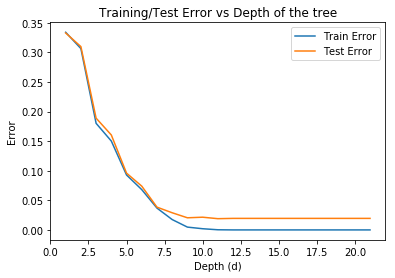 Training/Test Error vs Depth of the tree
Train Error
Test Error
0.35
0.30
0.25
0.20
0.15
0.10
0.05
0.00
Error
0.0 2.5 5.0 7.5 10.0 12.5 15.0 17.5 20.0
Depth (d)